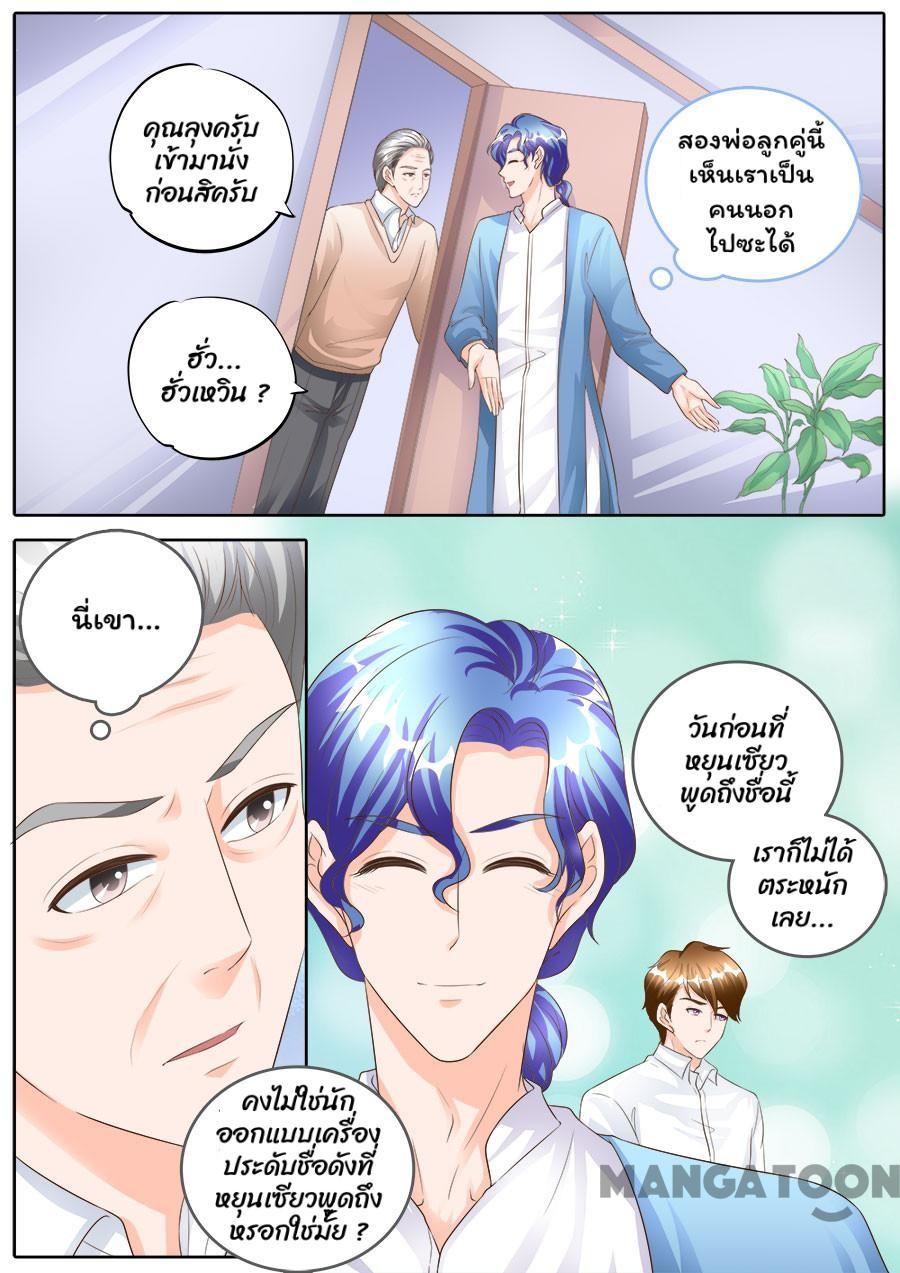 คุณลุงครับ
เข้ามานั่ง
ก่อนสิครับ
สองพ่อลูกคู่นี้
เห็นเราเป็น
คนนอก
ไปซะได้
ฮั่ว...
ฮั่วเหวิน ?
นี่เขา...
วันก่อนที่
หยุนเซียว
พูดถึงชื่อนี้
เราก็ไม่ได้
ตระหนัก
เลย...
คงไม่ใช่นัก
ออกแบบเครื่อง
ประดับชื่อดังที่
หยุนเซียวพูดถึง
หรอกใช่มั้ย ?
MANGATOON